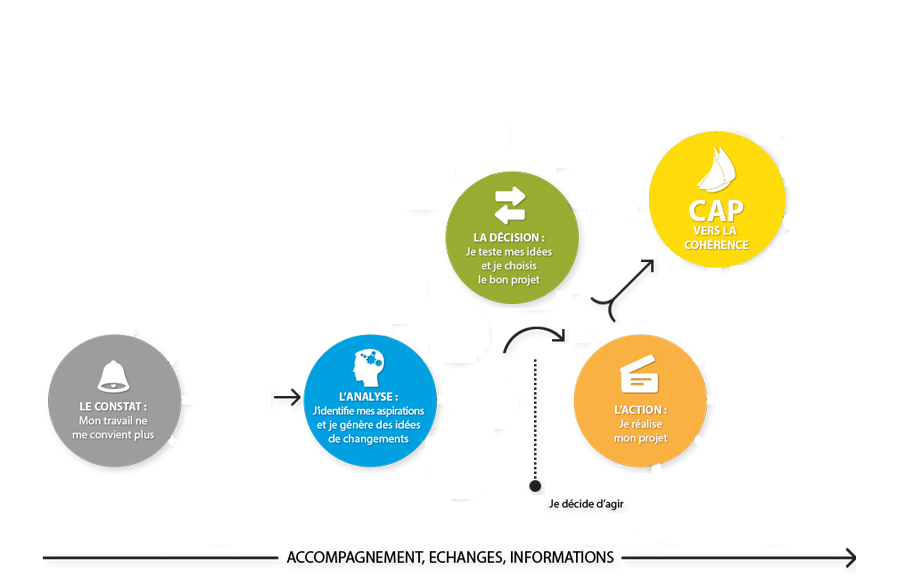 CAP
VERS LA
COHÉRENCE
LA DÉCISION :
Je teste mes idées
et je choisis
le bon projet
LE CONSTAT :
Mon travail ne
me convient plus
L'ANALYSE :
J'identifie mes aspirations
et je génère des idées
de changements
L'ACTION :
Je réalise
mon projet
Je décide d'agir
ACCOMPAGNEMENT, ECHANGES, INFORMATIONS